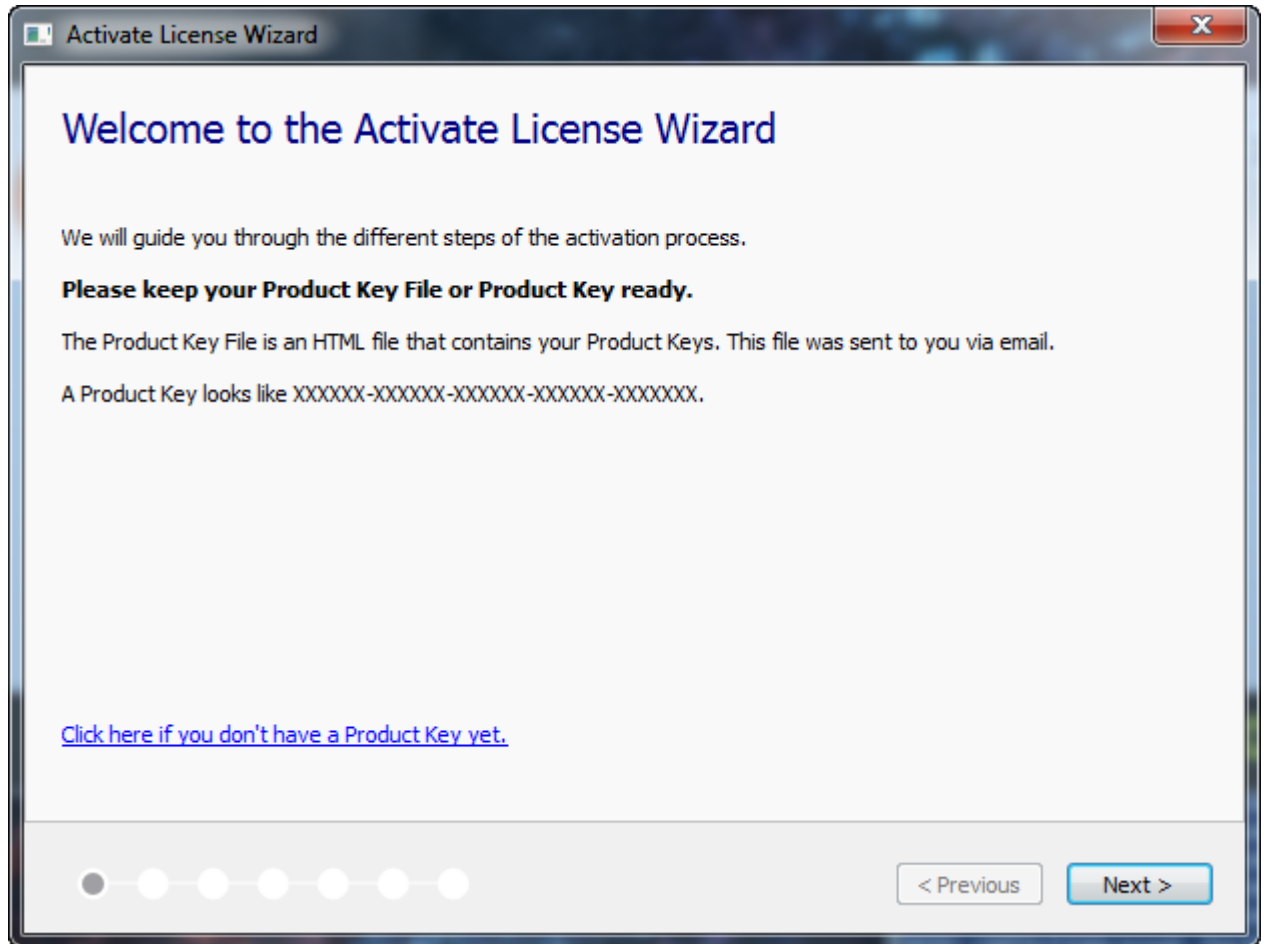 Activate License Wizard
X
Welcome to the Activate License Wizard
We will guide you through the different steps of the activation process.
Please keep your Product Key File or Product Key ready.
The Product Key File is an HTML file that contains your Product Keys. This file was sent to you via email.
A Product Key looks like XXXXXX-XXXXXX-XXXXXX-XXXXXX-XXXXXXX.
Click here if you don't have a Product Key yet.
< Previous Next >